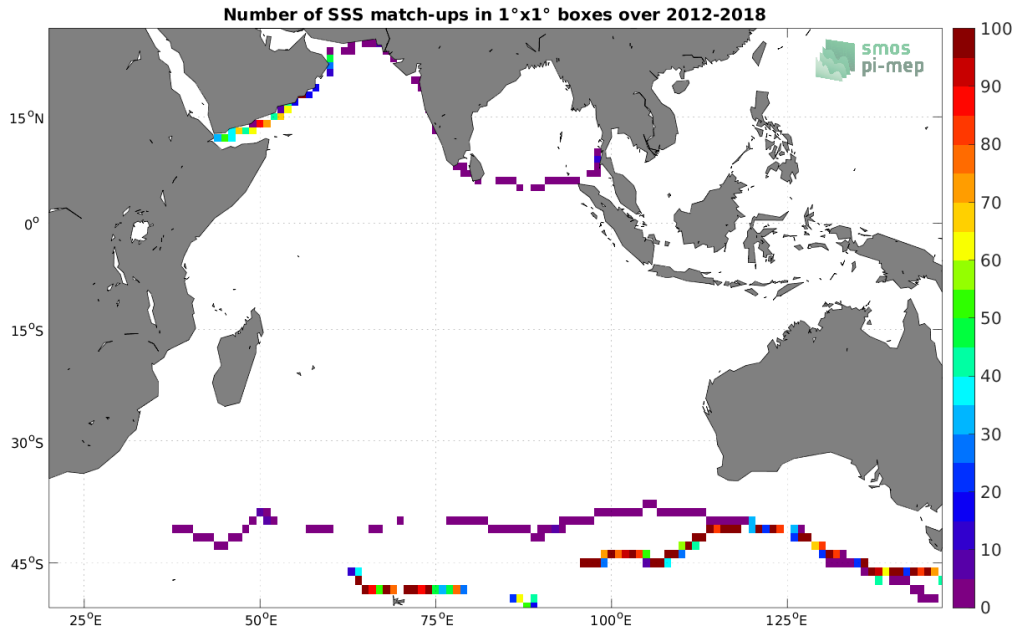 Number of SSS match-ups in 1°x1° boxes over 2012-2018
smos
pi-mep
15°N
0°
15°S
30°S
45°S
25°E
50°E
75°E
100°E
125°E
100
90
80
70
60
50
40
30
20
10
0